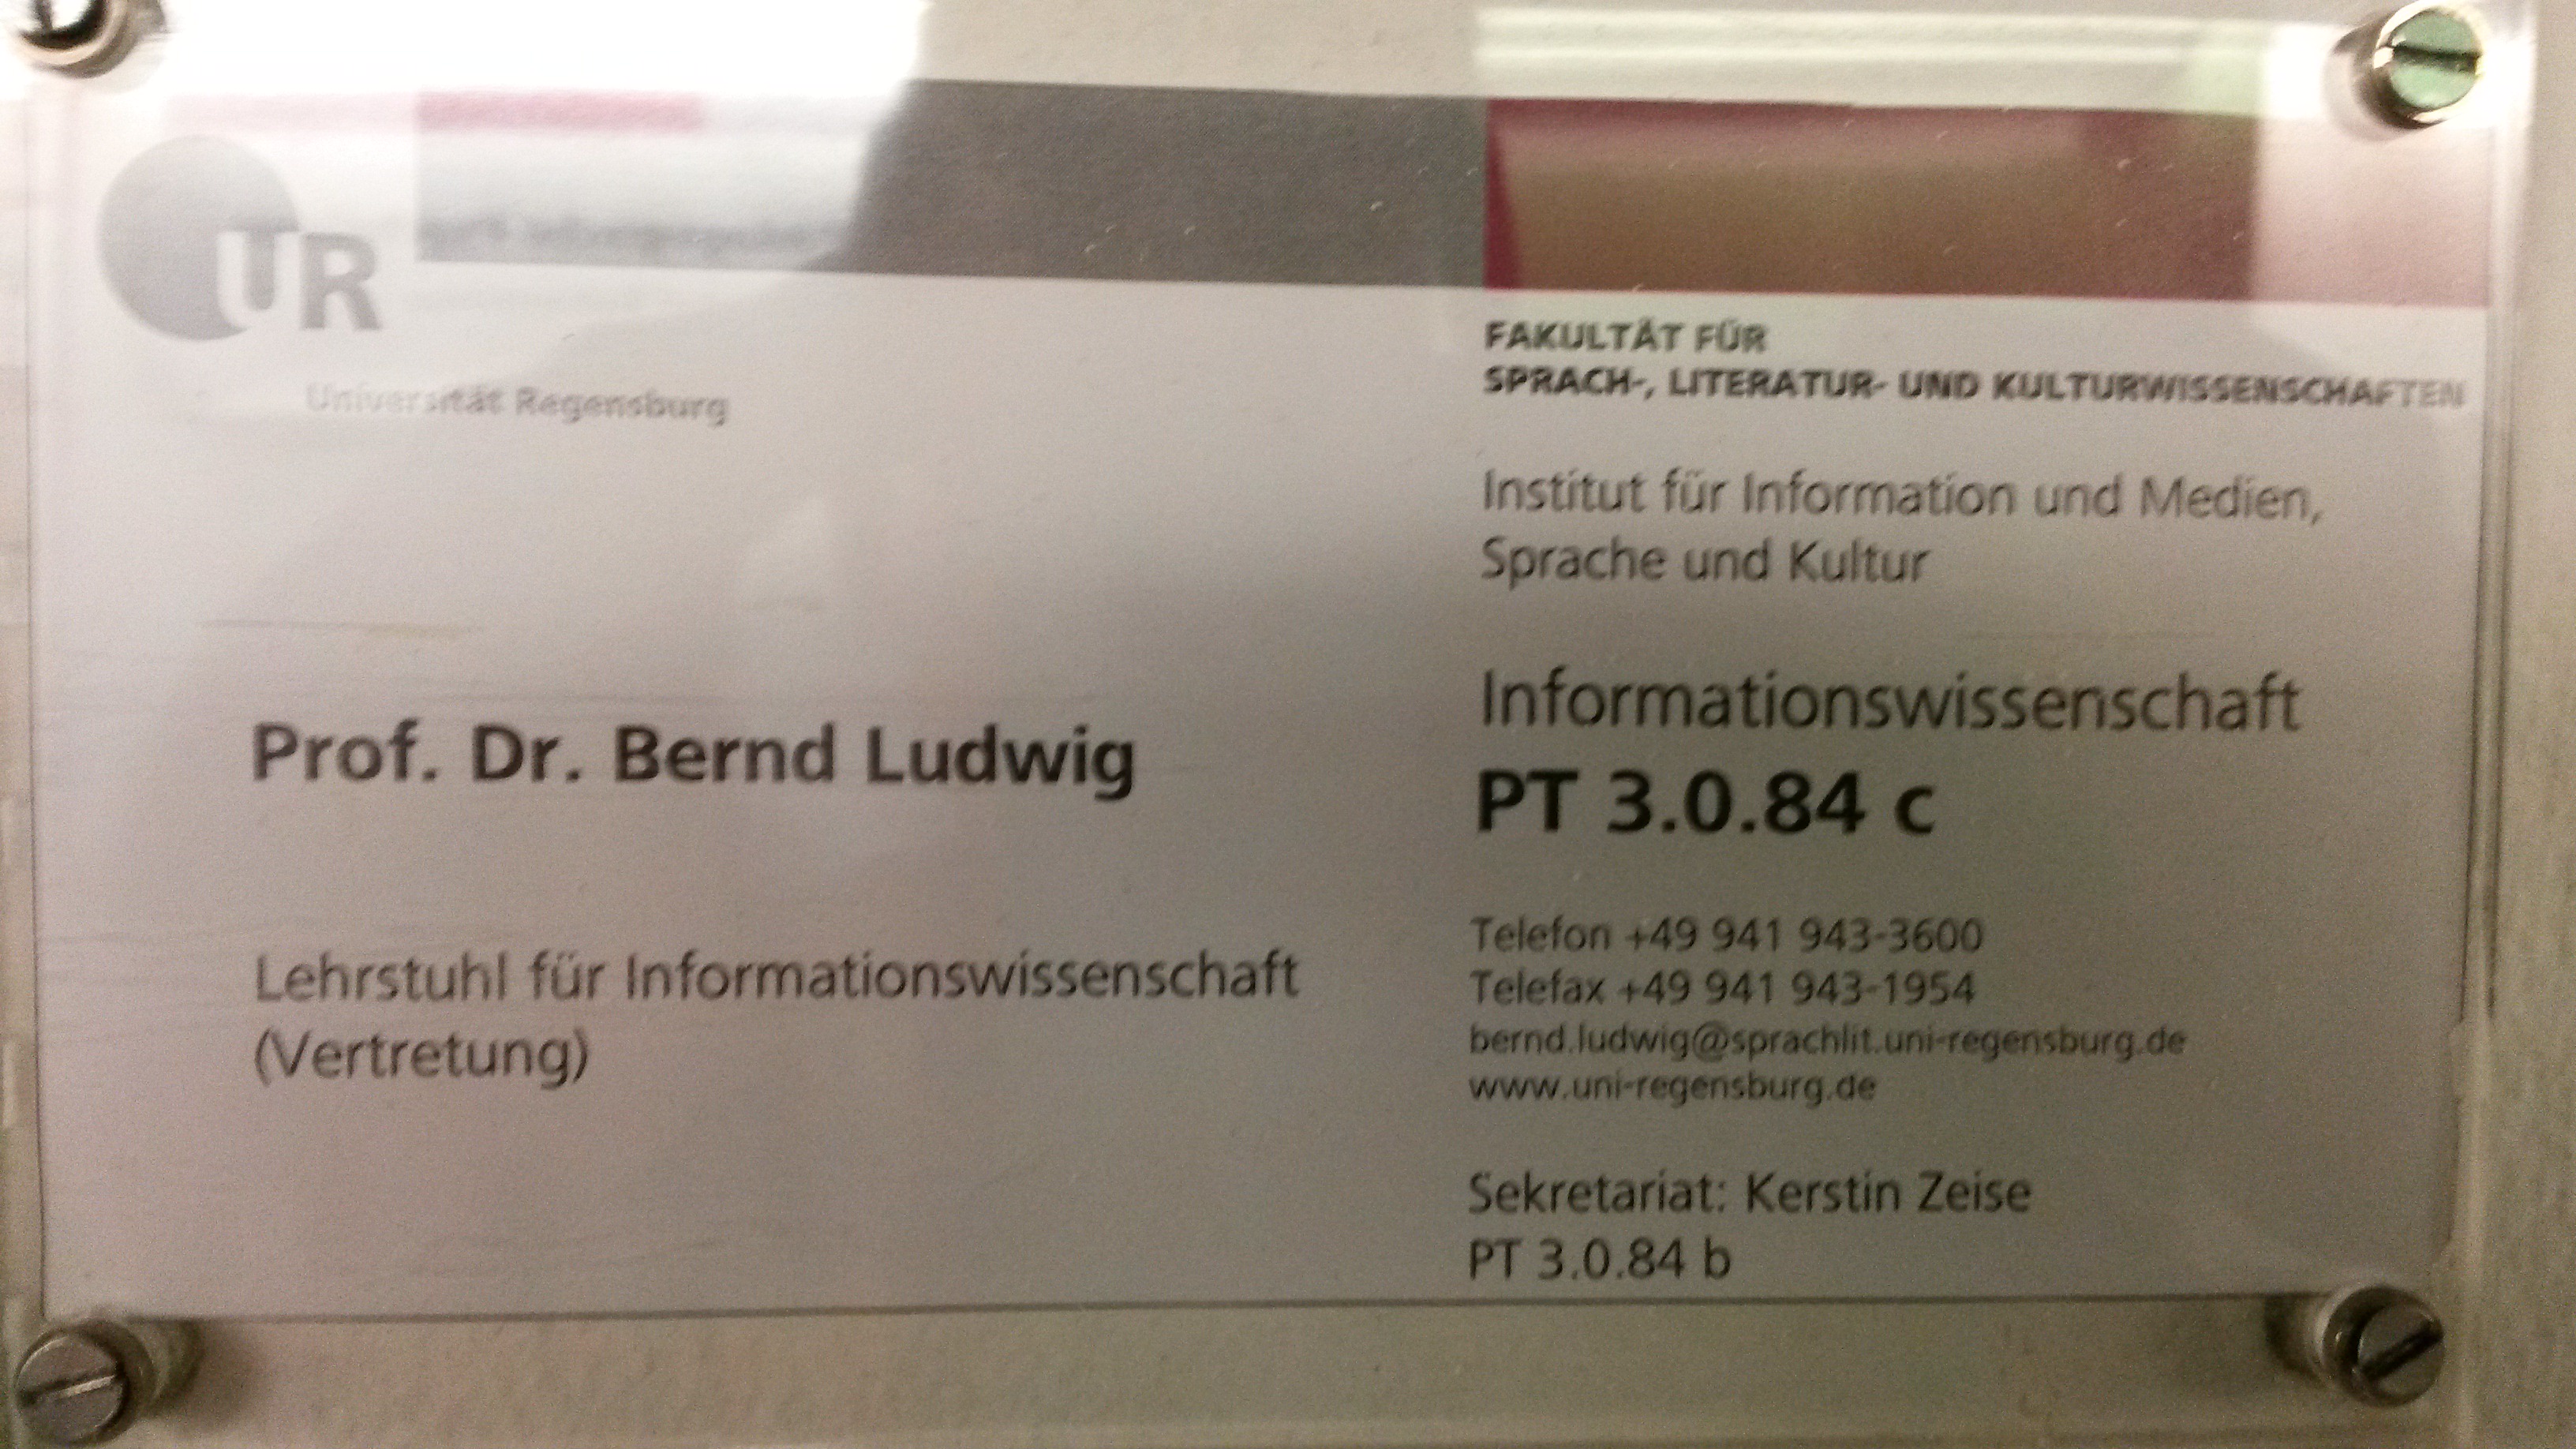 UR
Universität Regensburg
FAKULTÄT FÜR
SPRACH-, LITERATUR- UND KULTURWISSENSCHAFTEN
Institut für Information und Medien,
Sprache und Kultur
Prof. Dr. Bernd Ludwig
Lehrstuhl für Informationswissenschaft
(Vertretung)
Informationswissenschaft
PT 3.0.84 c
Telefon +49 941 943-3600
Telefax +49 941 943-1954
bernd.ludwig@sprachlit.uni-regensburg.de
www.uni-regensburg.de
Sekretariat: Kerstin Zeise
PT 3.0.84 b